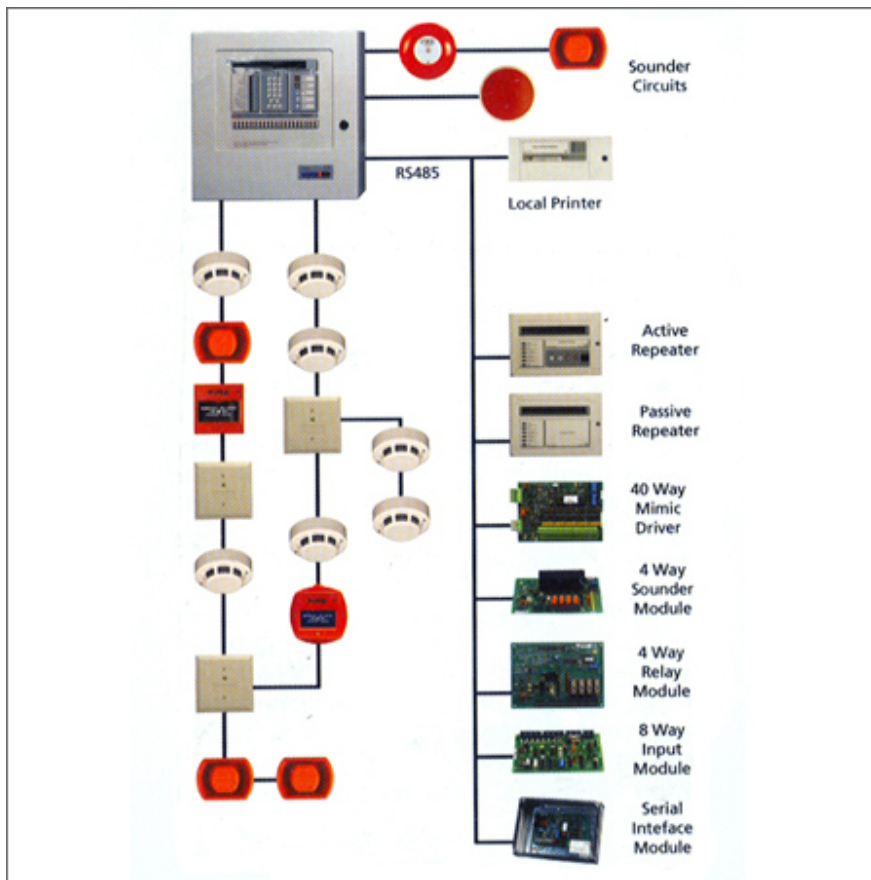 Sounder
Circuits
RS485
Local Printer
Active
Repeater
Passive
Repeater
40 Way
Mimic
Driver
4 Way
Sounder
Module
4 Way
Relay
Module
8 Way
Input
Module
Serial
Inteface
Module